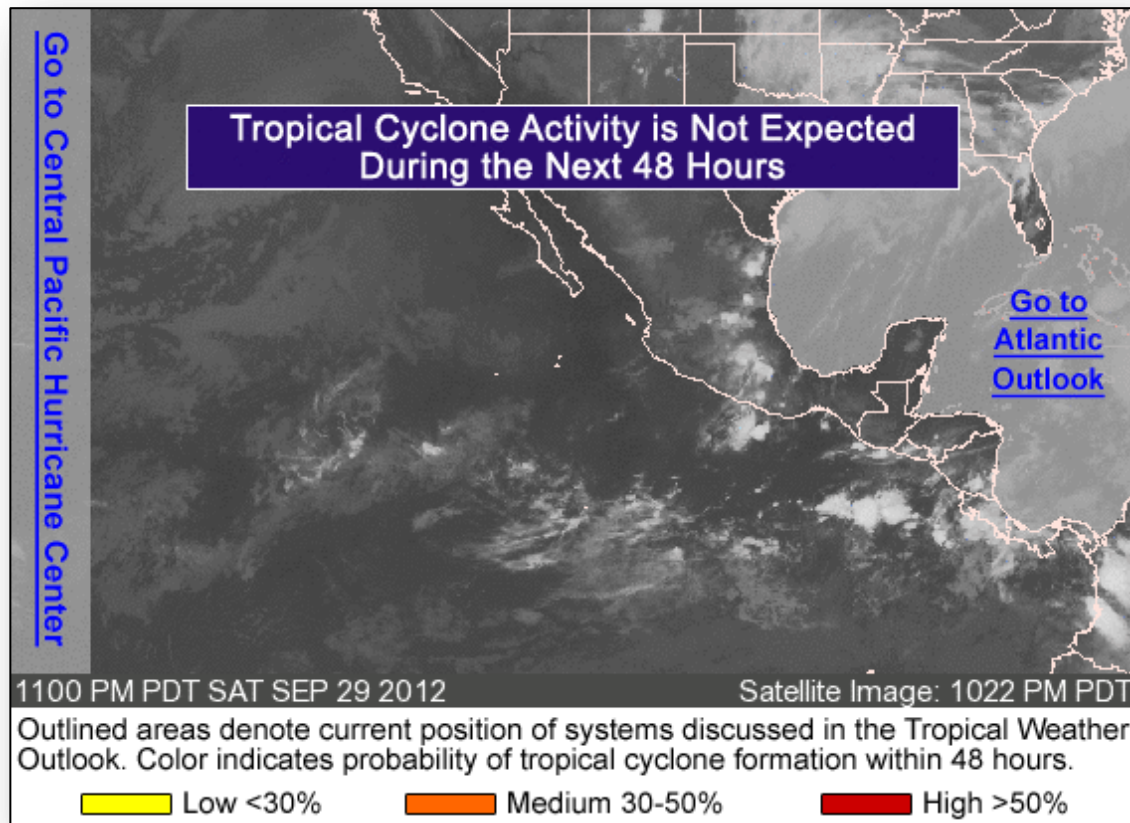 Go to Central Pacific Hurricane Center
Tropical Cyclone Activity is Not Expected
During the Next 48 Hours
Go to
Atlantic
Outlook
1100 PM PDT SAT SEP 29 2012
Satellite Image: 1022 PM PDT
Outlined areas denote current position of systems discussed in the Tropical Weather
Outlook. Color indicates probability of tropical cyclone formation within 48 hours.
Low <30%
Medium 30-50%
High >50%